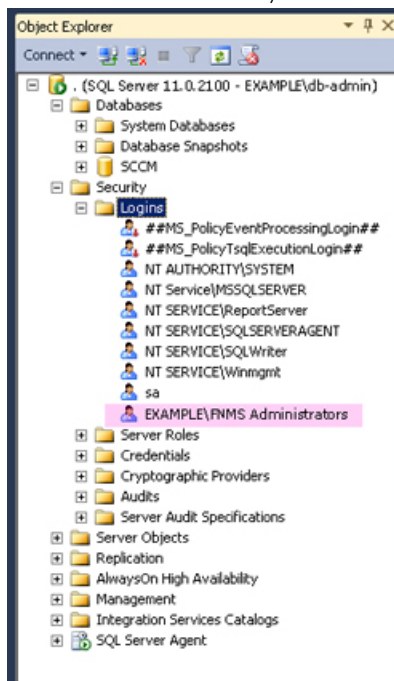 Object Explorer
Connect
. (SQL Server 11.0.2100 - EXAMPLE\db-admin)
Databases
System Databases
Database Snapshots
SCCM
Security
Logins
##MS_PolicyEventProcessingLogin##
##MS_PolicyTsqlExecutionLogin##
NT AUTHORITY\SYSTEM
NT Service\MSSQLSERVER
NT SERVICE\ReportServer
NT SERVICE\SQLSERVERAGENT
NT SERVICE\SQLWriter
NT SERVICE\Winmgmt
sa
EXAMPLE\FNMS Administrators
Server Roles
Credentials
Cryptographic Providers
Audits
Server Audit Specifications
Server Objects
Replication
AlwaysOn High Availability
Management
Integration Services Catalogs
SQL Server Agent